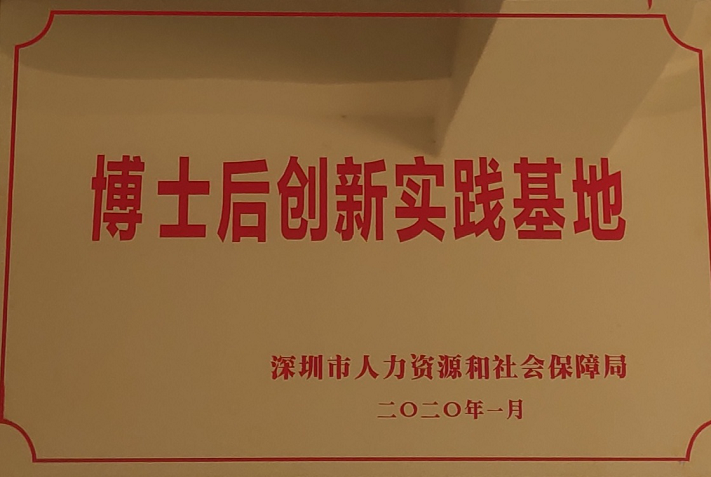 博士后创新实践基地
深圳市人力资源和社会保障局
二〇二〇年一月